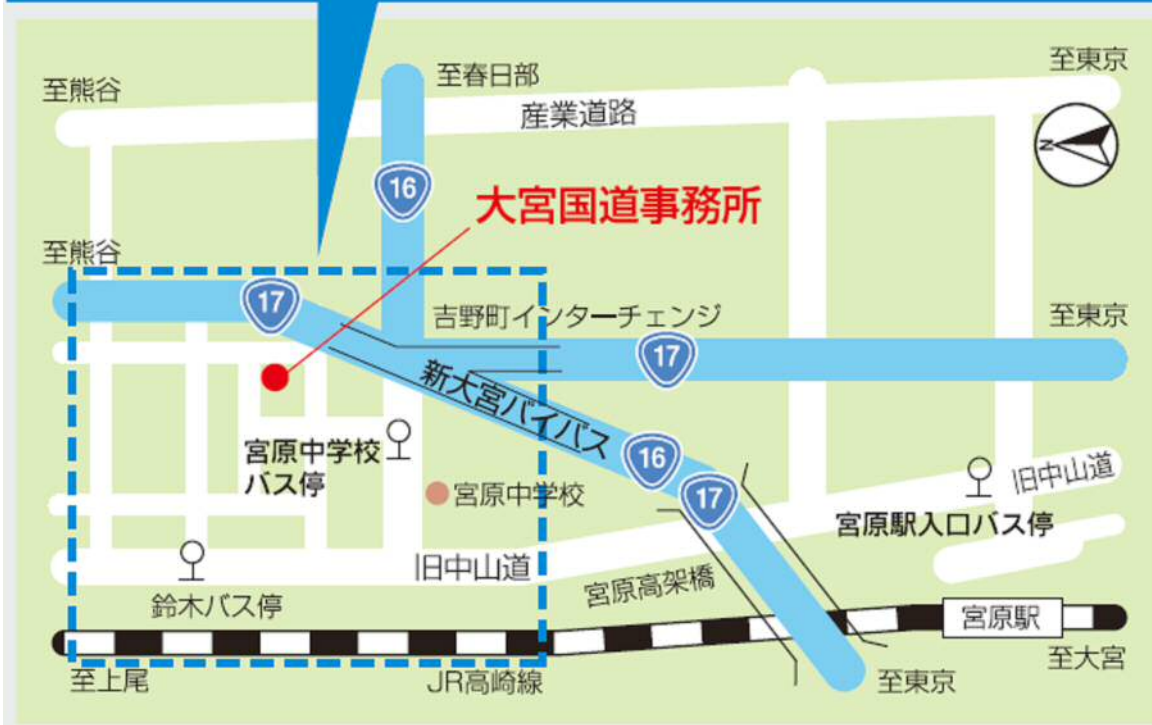 至熊谷
至春日部
至東京
産業道路
N
16
大宮国道事務所
至熊谷
17
吉野町インターチェンジ
至東京
17
新大宮バイパス
宮原中学校
バス停
16
17
宮原中学校
旧中山道
宮原駅入口バス停
旧中山道
宮原高架橋
鈴木バス停
宮原駅
至上尾
JR高崎線
至東京
至大宮